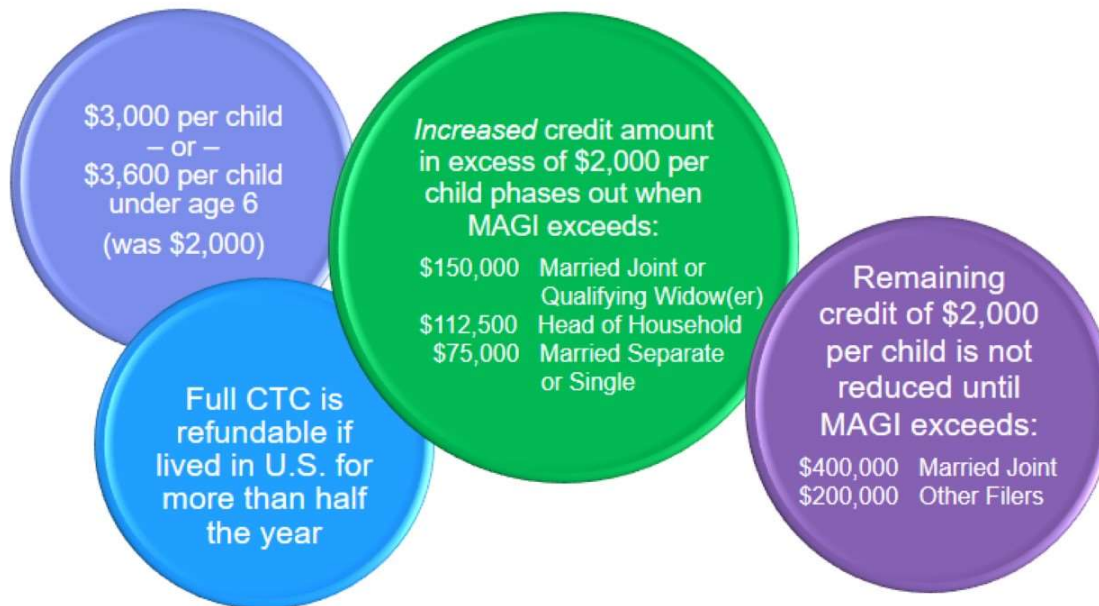 $3,000 per child
– or –
$3,600 per child
under age 6
(was $2,000)
Full CTC is
refundable if
lived in U.S. for
more than half
the year
Increased credit amount
in excess of $2,000 per
child phases out when
MAGI exceeds:
$150,000 Married Joint or
Qualifying Widow(er)
$112,500 Head of Household
$75,000 Married Separate
or Single
Remaining
credit of $2,000
per child is not
reduced until
MAGI exceeds:
$400,000 Married Joint
$200,000 Other Filers